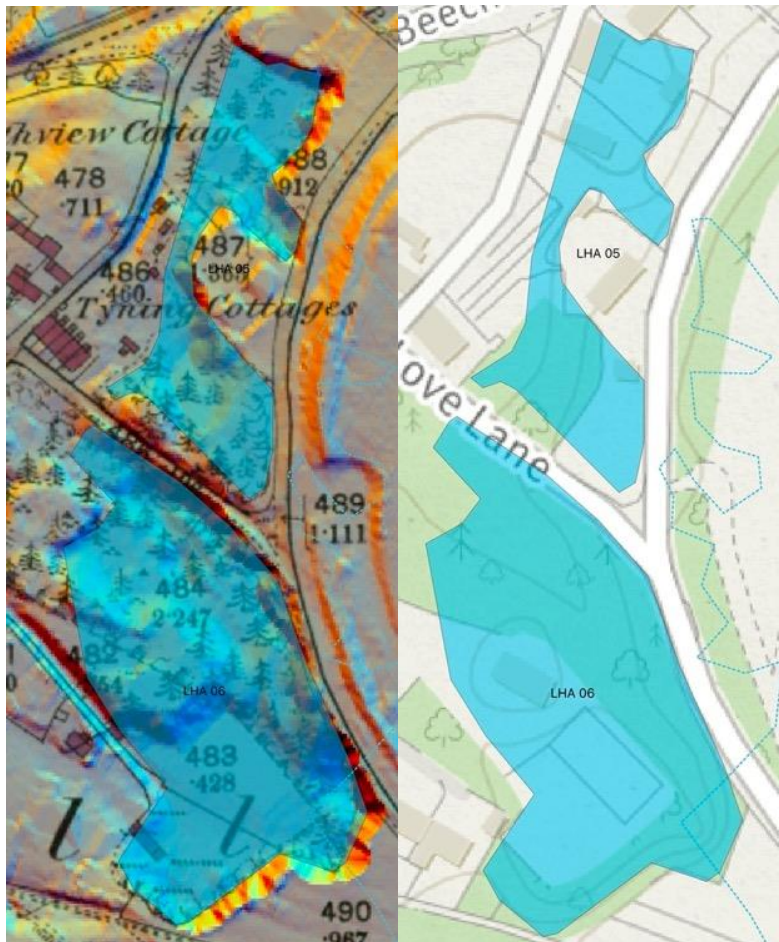 hview Cottage
478
·711
488
·912
487
LHA 05
486
·460
Tyning Cottages
489
1·111
484
2·247
LHA 06
483
·428
l
l
490
·967
Beech
LHA 05
Love Lane
LHA 06